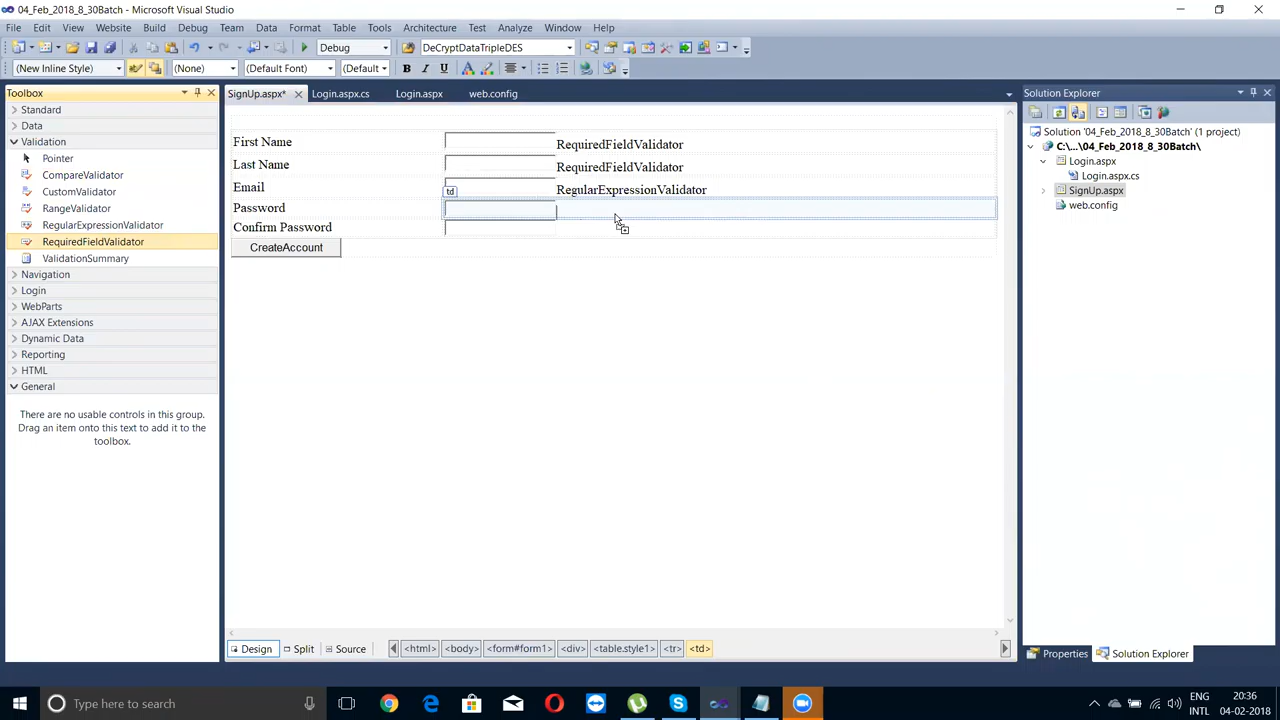 04_Feb_2018_8_30Batch - Microsoft Visual Studio
File Edit View Website Build Debug Team Data Format Table Tools Architecture Test Analyze Window Help
Debug DeCryptDataTripleDES
(New Inline Style) (None) (Default Font) (Default B I U A
Toolbox
Standard
Data
Validation
Pointer
CompareValidator
CustomValidator
RangeValidator
RegularExpressionValidator
RequiredFieldValidator
ValidationSummary
Navigation
Login
WebParts
AJAX Extensions
Dynamic Data
Reporting
HTML
General
There are no usable controls in this group.
Drag an item onto this text to add it to the
toolbox.
SignUp.aspx* Login.aspx.cs Login.aspx web.config
First Name RequiredFieldValidator
Last Name RequiredFieldValidator
Email RegularExpressionValidator
td
Password
Confirm Password
CreateAccount
Design Split Source <html> <body> <form#form1> <div> <table.style1> <tr> <td>
Solution Explorer
Solution '04_Feb_2018_8_30Batch' (1 project)
C:\...\04_Feb_2018_8_30Batch\
Login.aspx
Login.aspx.cs
SignUp.aspx
web.config
Properties Solution Explorer
Type here to search
ENG 20:36
INTL 04-02-2018